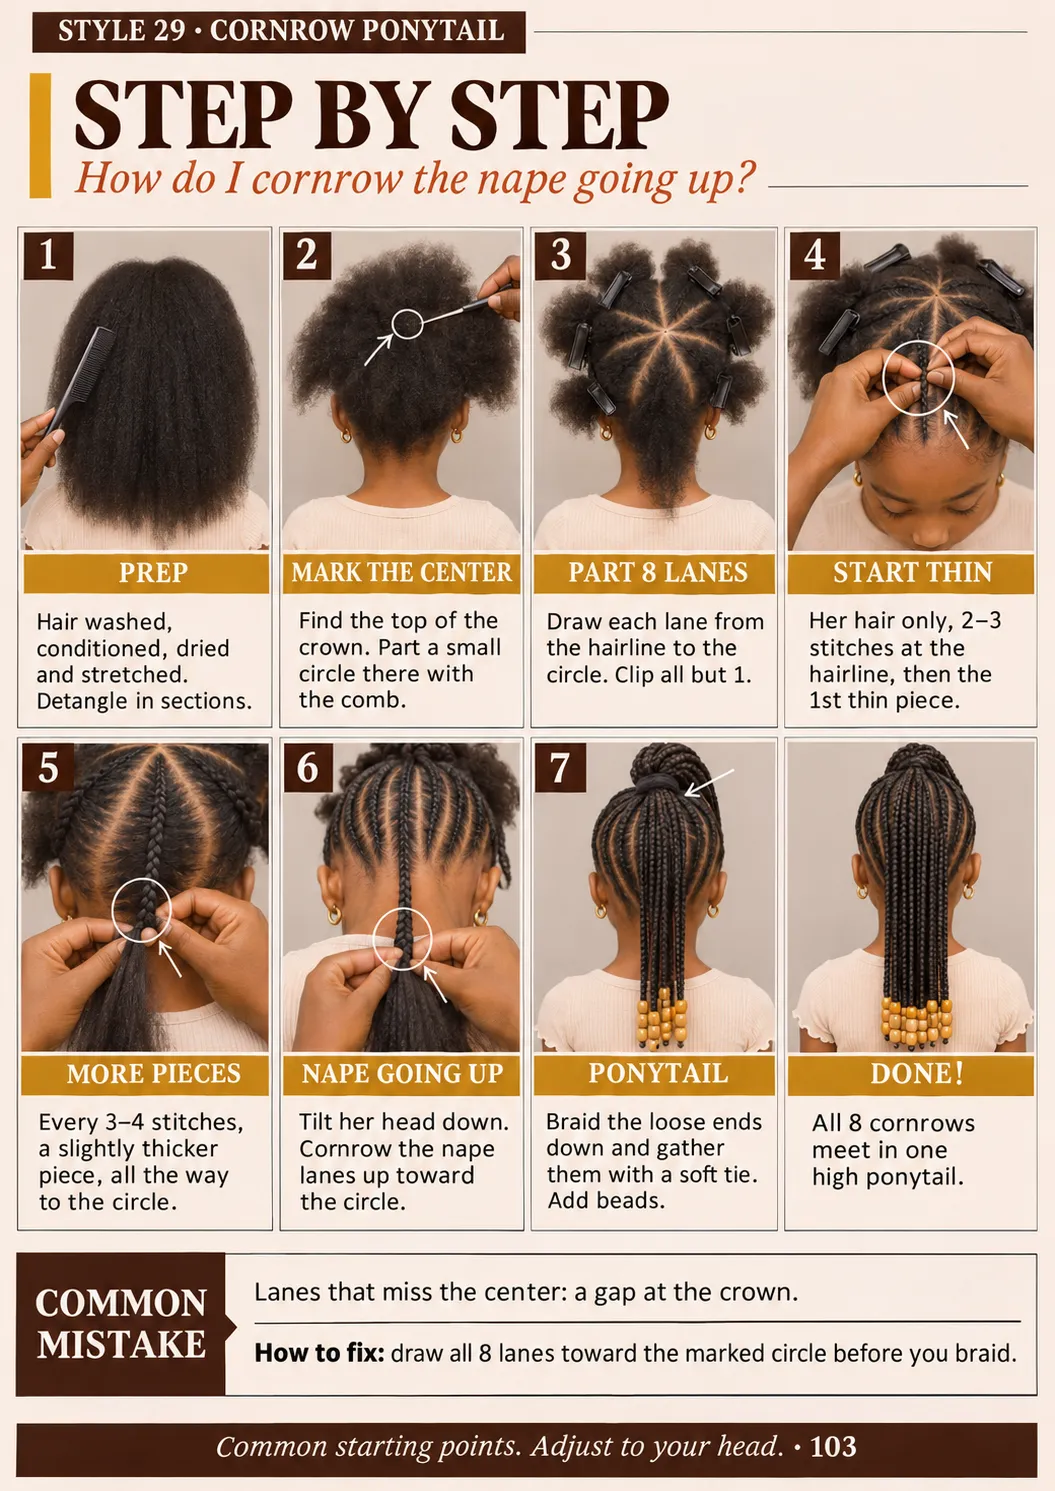 STYLE 29 · CORNROW PONYTAIL
STEP BY STEP
How do I cornrow the nape going up?
1
PREP
Hair washed,
conditioned, dried
and stretched.
Detangle in sections.
2
MARK THE CENTER
Find the top of the
crown. Part a small
circle there with
the comb.
3
PART 8 LANES
Draw each lane from
the hairline to the
circle. Clip all but 1.
4
START THIN
Her hair only, 2–3
stitches at the
hairline, then the
1st thin piece.
5
MORE PIECES
Every 3–4 stitches,
a slightly thicker
piece, all the way
to the circle.
6
NAPE GOING UP
Tilt her head down.
Cornrow the nape
lanes up toward
the circle.
7
PONYTAIL
Braid the loose ends
down and gather
them with a soft tie.
Add beads.
DONE!
All 8 cornrows
meet in one
high ponytail.
COMMON
MISTAKE
Lanes that miss the center: a gap at the crown.
How to fix: draw all 8 lanes toward the marked circle before you braid.
Common starting points. Adjust to your head. · 103